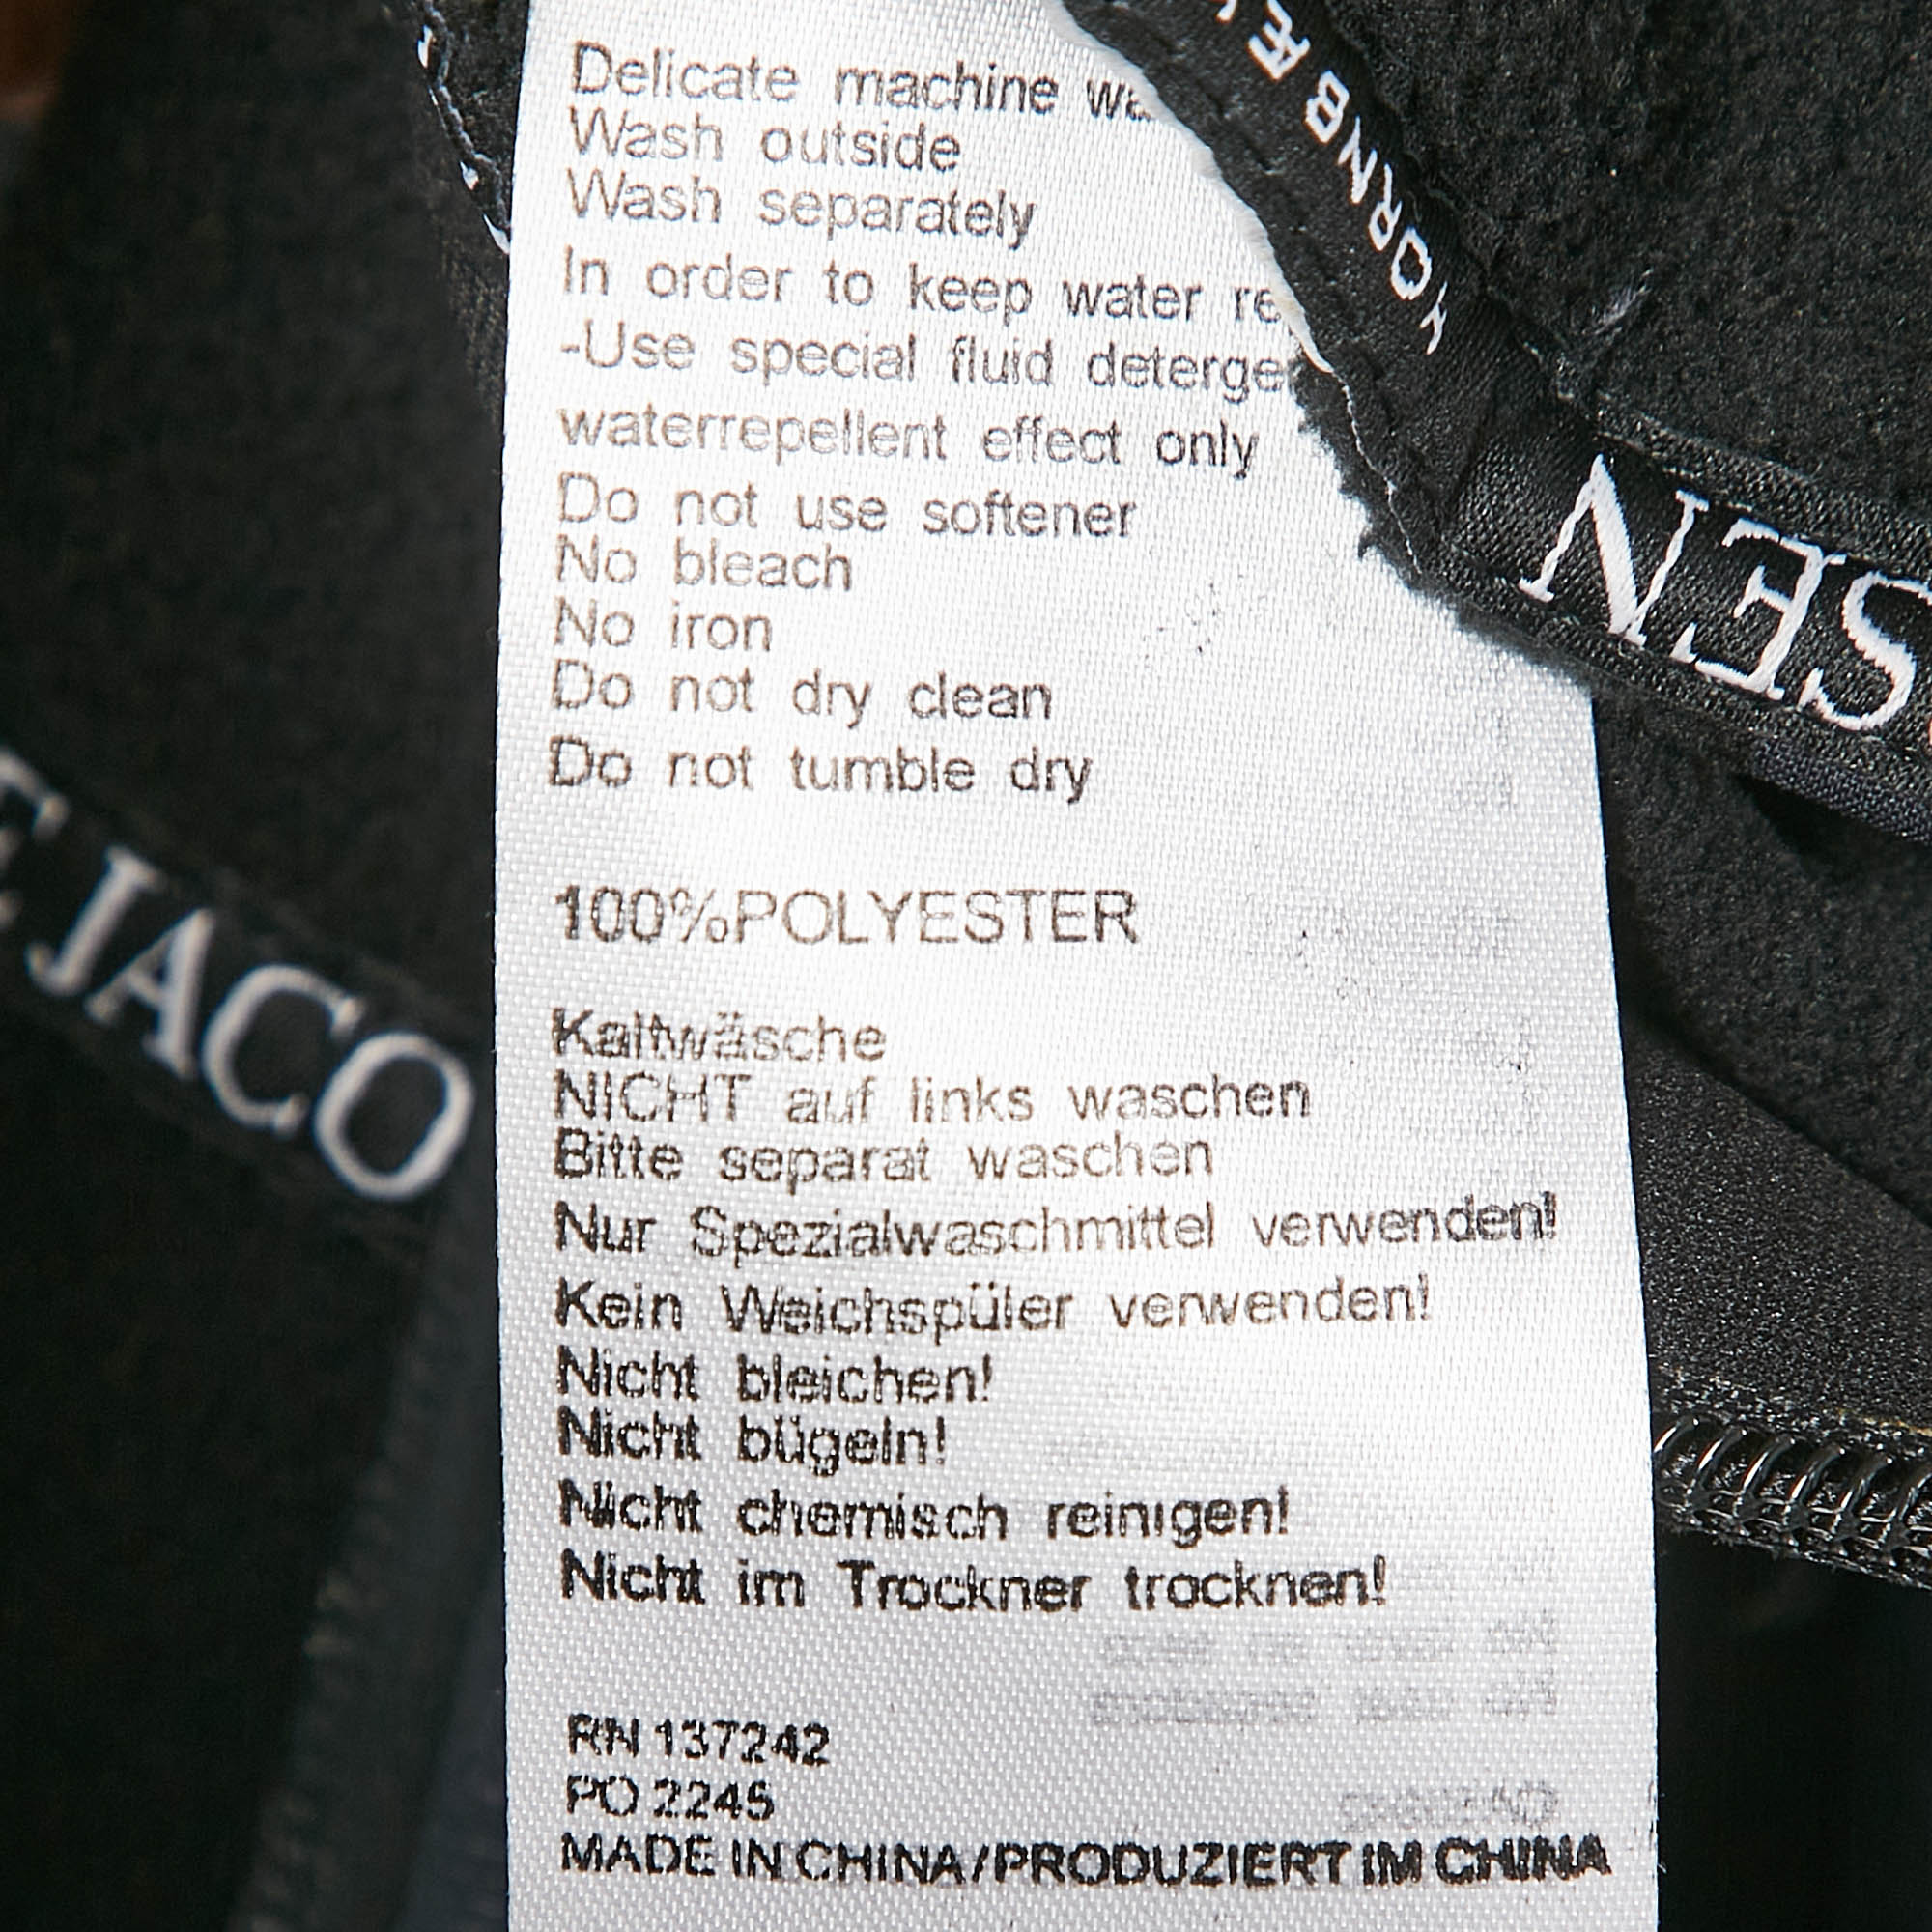 Delicate machine
Wash outside
Wash separately
In order to keep water
-Use special fluid
waterrepellent effect only
Do not use softener
No bleach
No iron
Do not dry clean
Do not tumble dry
100%POLYESTER
Kaltwäsche
NICHT auf links waschen
Bitte separat waschen
Nur Spezialwaschmittel verwenden!
Kein Weichspüler verwenden!
Nicht bleichen!
Nicht bügeln!
Nicht chemisch reinigen!
Nicht im Trockner trocknen!
RN 137242
PO 2245
MADE IN CHINA/PRODUZIERT IM CHINA
HORNBÆ
SEN
E JACO